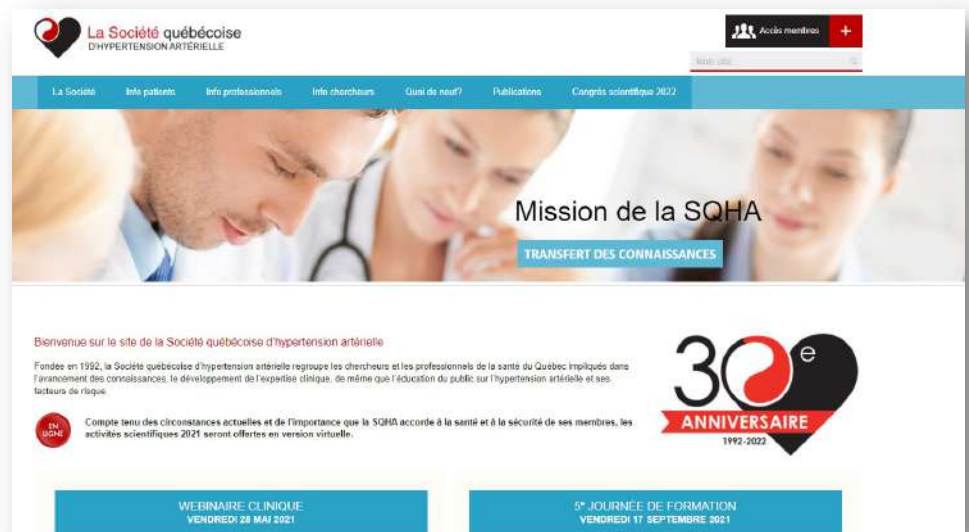 La Société québécoise
D'HYPERTENSION ARTÉRIELLE
Accès membres +
La Société Info patients Info professionnels Info chercheurs Quoi de neuf? Publications Congrès scientifique 2022
Mission de la SQHA
TRANSFERT DES CONNAISSANCES
Bienvenue sur le site de la Société québécoise d'hypertension artérielle
Fondée en 1992, la Société québécoise d'hypertension artérielle regroupe les chercheurs et les professionnels de la santé du Québec impliqués dans
l'avancement des connaissances, le développement de l'expertise clinique, de même que l'éducation du public sur l'hypertension artérielle et ses
facteurs de risque.
EN
LIGNE
Compte tenu des circonstances actuelles et de l'importance que la SQHA accorde à la santé et à la sécurité de ses membres, les
activités scientifiques 2021 seront offertes en version virtuelle.
30e
ANNIVERSAIRE
1992-2022
WEBINAIRE CLINIQUE
VENDREDI 28 MAI 2021
5e JOURNÉE DE FORMATION
VENDREDI 17 SEPTEMBRE 2021